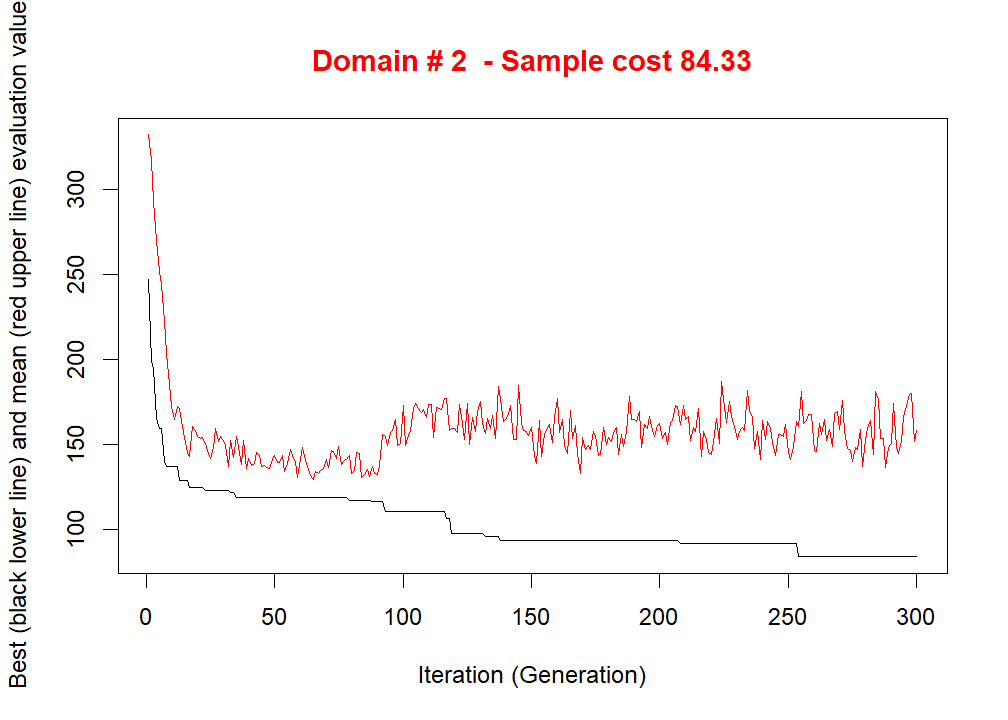 Domain # 2  - Sample cost 84.33
Best (black lower line) and mean (red upper line) evaluation value
300
250
200
150
100
0 50 100 150 200 250 300
Iteration (Generation)